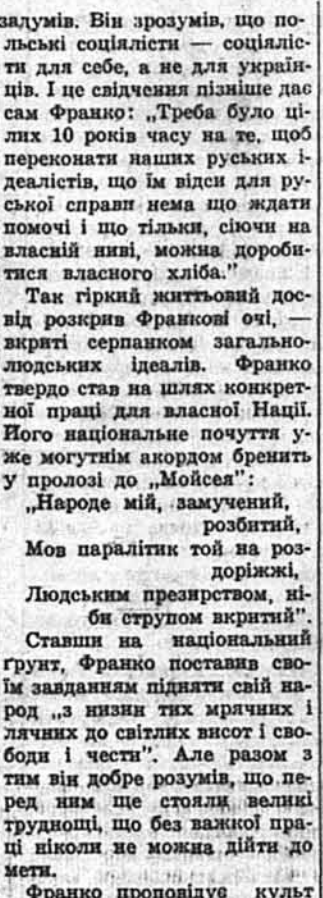 задумів. Він зрозумів, що по-
льські соціялісти — соціяліс-
ти для себе, а не для україн-
ців. І це свідчення пізніше дає
сам Франко: „Треба було ці-
лих 10 років часу на те, щоб
переконати наших руських і-
деалістів, що їм відси для ру-
ської справи нема що ждати
помочі і що тільки, сіючи на
власній ниві, можна дороби-
тися власного хліба.”
Так гіркий життьовий дос-
від розкрив Франкові очі, —
вкриті серпанком загально-
людських ідеалів. Франко
твердо став на шлях конкрет-
ної праці для власної Нації.
Його національне почуття у-
же могутнім акордом бренить
у пролозі до „Мойсея”:
„Народе мій, замучений,
розбитий,
Мов паралітик той на роз-
доріжжі,
Людським презирством, ні-
би струпом вкритий”.
Ставши на національний
ґрунт, Франко поставив сво-
їм завданням підняти свій на-
род „з низин тих мрячних і
лячних до світлих висот і сво-
боди і чести”. Але разом з
тим він добре розумів, що пе-
ред ним ще стояли великі
труднощі, що без важкої пра-
ці ніколи не можна дійти до
мети.
Франко проповідує культ